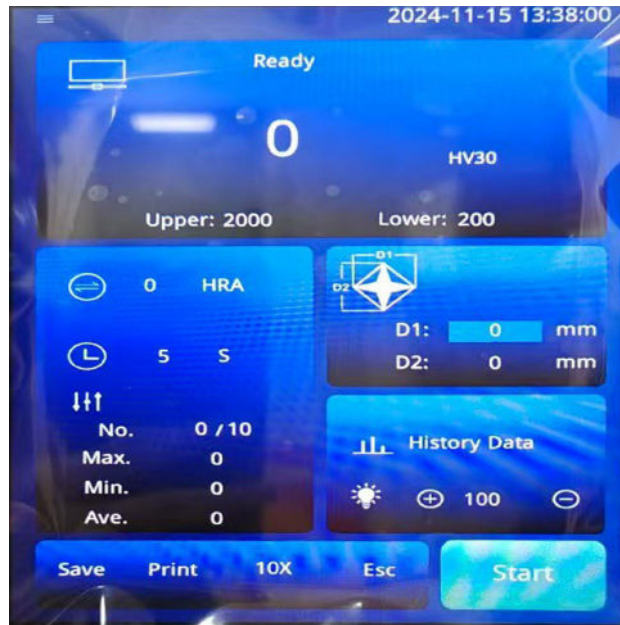 2024-11-15 13:38:00
Ready
0
HV30
Upper: 2000 Lower: 200
0 HRA
5 S
No. 0 / 10
Max. 0
Min. 0
Ave. 0
D1
D2
D1: 0 mm
D2: 0 mm
History Data
100
Save Print 10X Esc Start